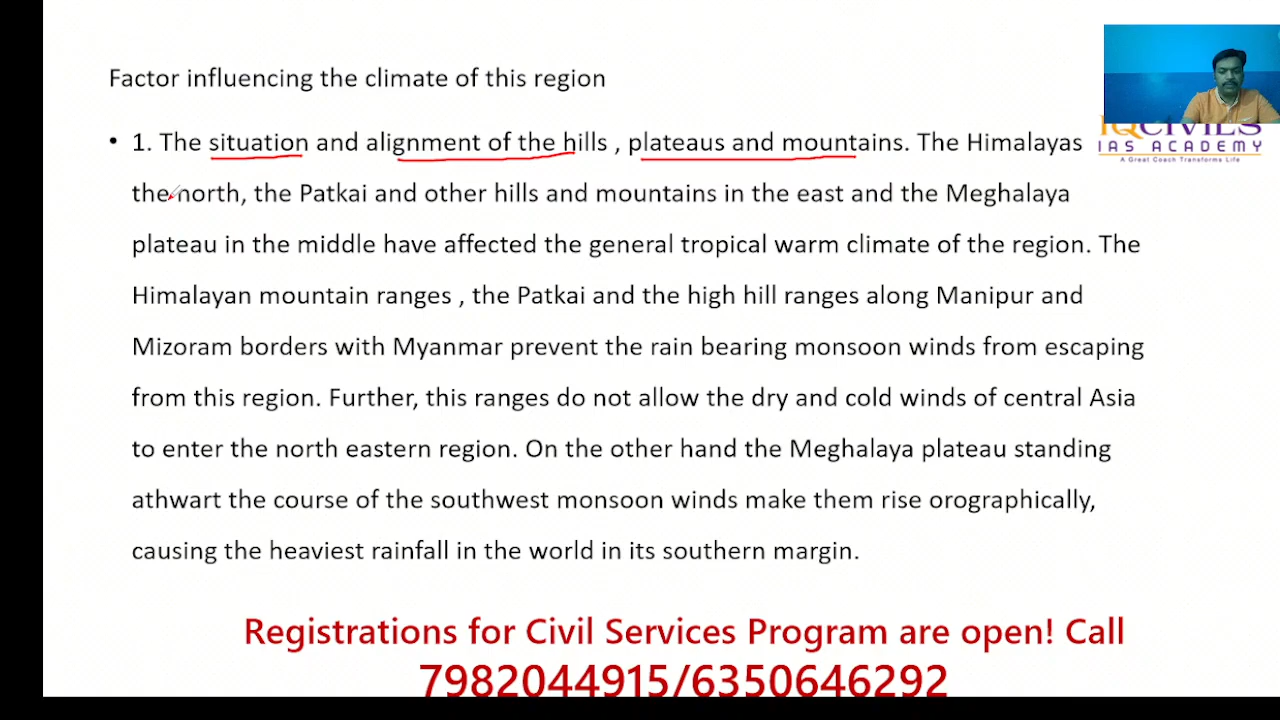 Factor influencing the climate of this region
• 1. The situation and alignment of the hills , plateaus and mountains. The Himalayas
the north, the Patkai and other hills and mountains in the east and the Meghalaya
plateau in the middle have affected the general tropical warm climate of the region. The
Himalayan mountain ranges , the Patkai and the high hill ranges along Manipur and
Mizoram borders with Myanmar prevent the rain bearing monsoon winds from escaping
from this region. Further, this ranges do not allow the dry and cold winds of central Asia
to enter the north eastern region. On the other hand the Meghalaya plateau standing
athwart the course of the southwest monsoon winds make them rise orographically,
causing the heaviest rainfall in the world in its southern margin.
IAS ACADEMY
A Great Coach Transforms Life
Registrations for Civil Services Program are open! Call
7982044915/6350646292